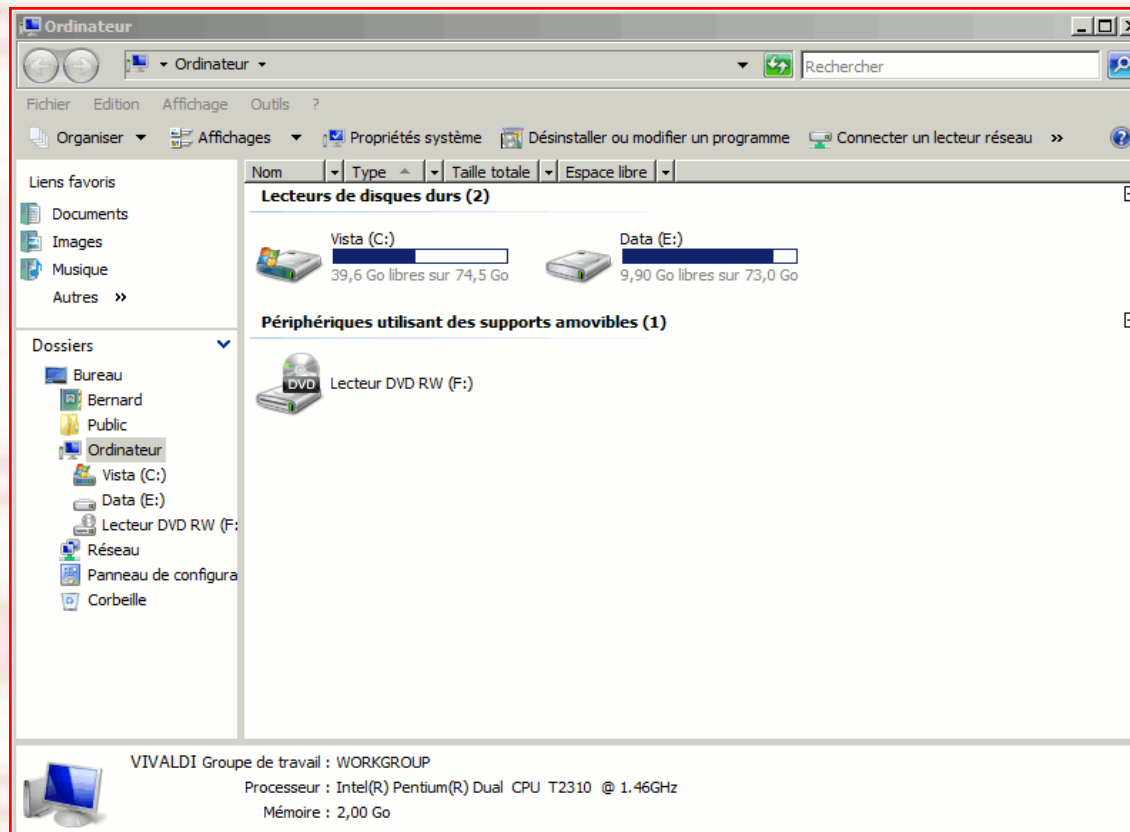 Ordinateur
Ordinateur
Rechercher
Fichier Edition Affichage Outils ?
Organiser Affichages Propriétés système Désinstaller ou modifier un programme Connecter un lecteur réseau »
Liens favoris
Documents
Images
Musique
Autres »
Dossiers
Bureau
Bernard
Public
Ordinateur
Vista (C:)
Data (E:)
Lecteur DVD RW (F:
Réseau
Panneau de configura
Corbeille
Nom Type Taille totale Espace libre
Lecteurs de disques durs (2)
Vista (C:)
39,6 Go libres sur 74,5 Go
Data (E:)
9,90 Go libres sur 73,0 Go
Périphériques utilisant des supports amovibles (1)
DVD
Lecteur DVD RW (F:)
VIVALDI Groupe de travail : WORKGROUP
Processeur : Intel(R) Pentium(R) Dual CPU T2310 @ 1.46GHz
Mémoire : 2,00 Go